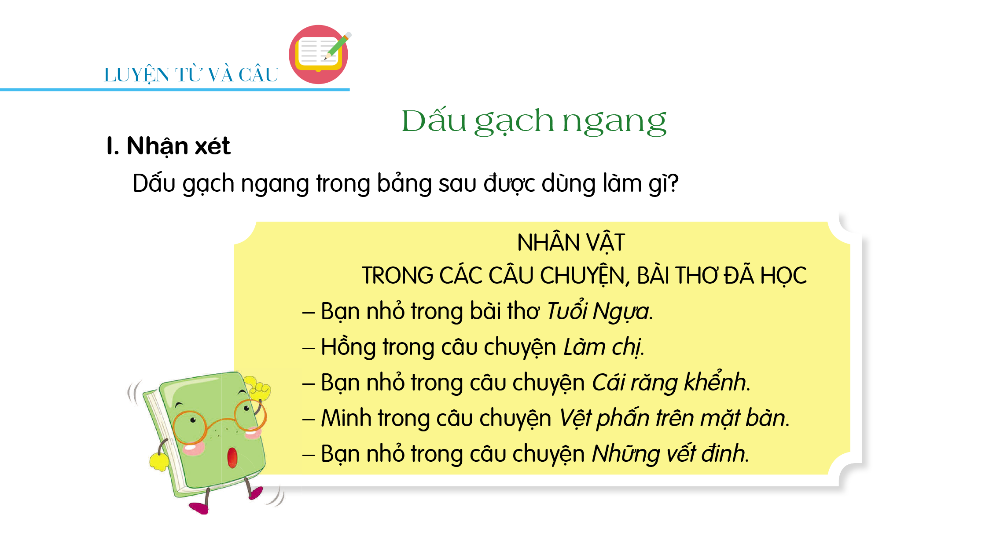 LUYỆN TỪ VÀ CÂU
Dấu gạch ngang
I. Nhận xét
Dấu gạch ngang trong bảng sau được dùng làm gì?
NHÂN VẬT
TRONG CÁC CÂU CHUYỆN, BÀI THƠ ĐÃ HỌC
– Bạn nhỏ trong bài thơ Tuổi Ngựa.
– Hồng trong câu chuyện Làm chị.
– Bạn nhỏ trong câu chuyện Cái răng khểnh.
– Minh trong câu chuyện Vệt phấn trên mặt bàn.
– Bạn nhỏ trong câu chuyện Những vết đinh.